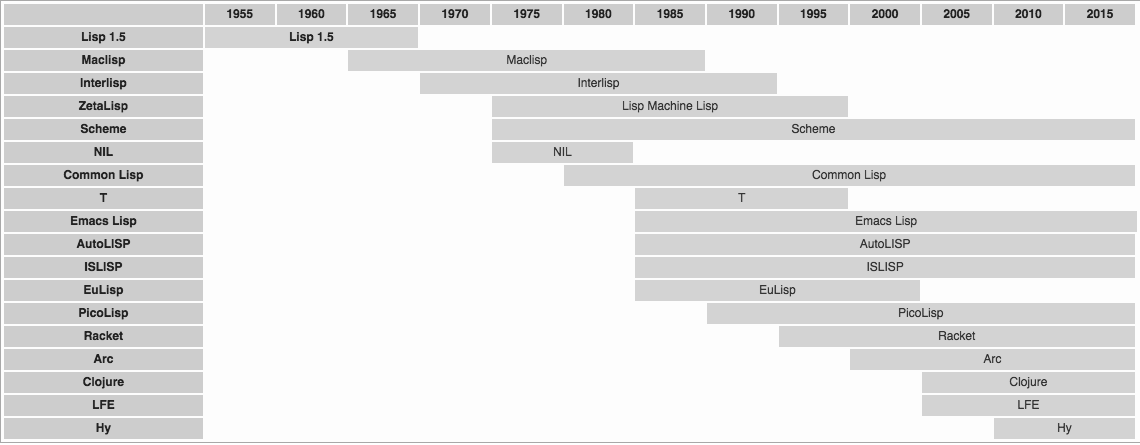 1955 1960 1965 1970 1975 1980 1985 1990 1995 2000 2005 2010 2015
Lisp 1.5 Lisp 1.5
Maclisp Maclisp
Interlisp Interlisp
ZetaLisp Lisp Machine Lisp
Scheme Scheme
NIL NIL
Common Lisp Common Lisp
T T
Emacs Lisp Emacs Lisp
AutoLISP AutoLISP
ISLISP ISLISP
EuLisp EuLisp
PicoLisp PicoLisp
Racket Racket
Arc Arc
Clojure Clojure
LFE LFE
Hy Hy